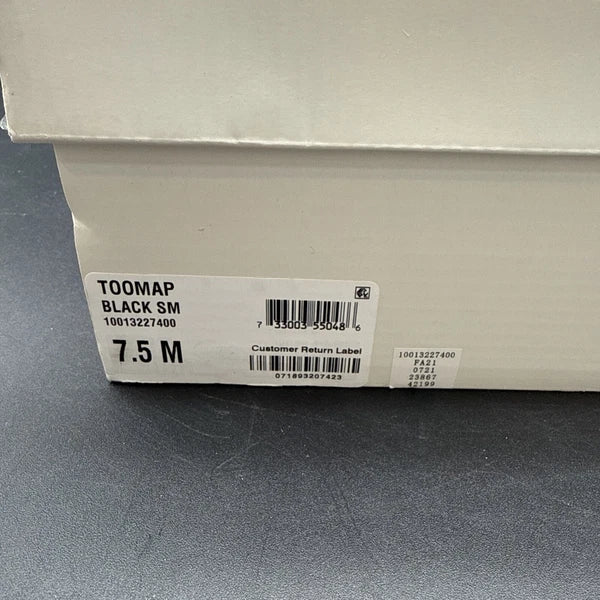 TOOMAP
BLACK SM
10013227400
7.5 M
7 33003 55048 6
Customer Return Label
071893207423
10013227400
FA21
0721
23867
42199